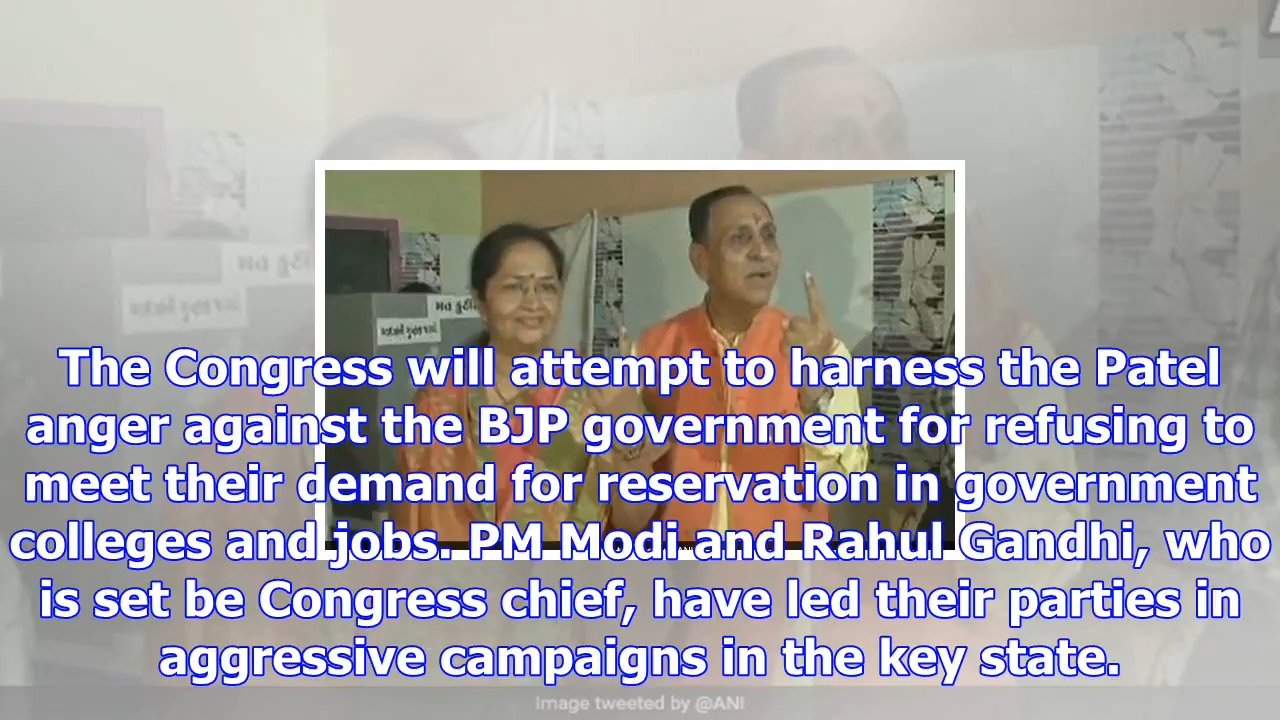 મત કુટી
The Congress will attempt to harness the Patel
anger against the BJP government for refusing to
meet their demand for reservation in government
colleges and jobs. PM Modi and Rahul Gandhi, who
is set be Congress chief, have led their parties in
aggressive campaigns in the key state.
Image tweeted by @ANI